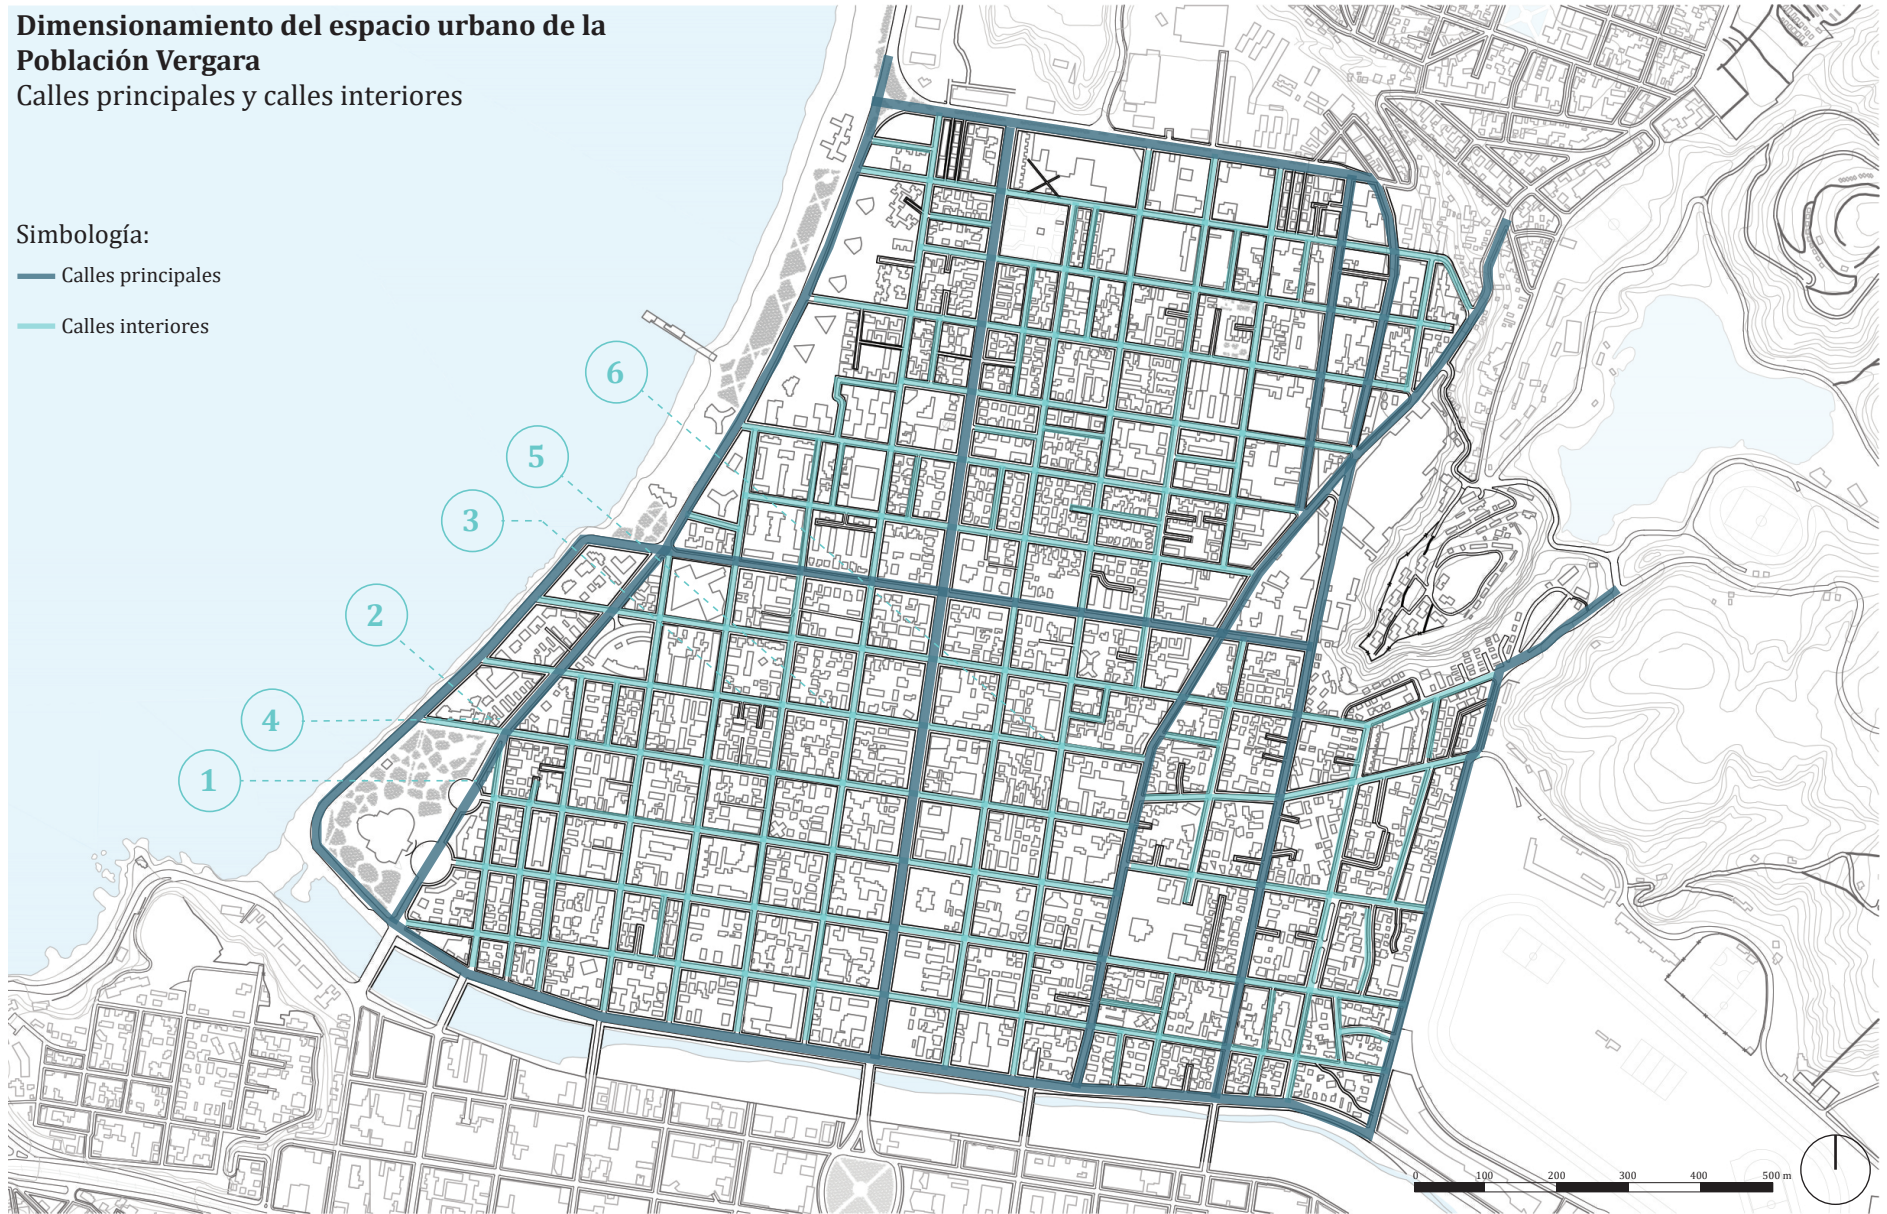 Dimensionamiento del espacio urbano de la
Población Vergara
Calles principales y calles interiores
Simbología:
Calles principales
Calles interiores
6
5
3
2
4
1
0 100 200 300 400 500 m